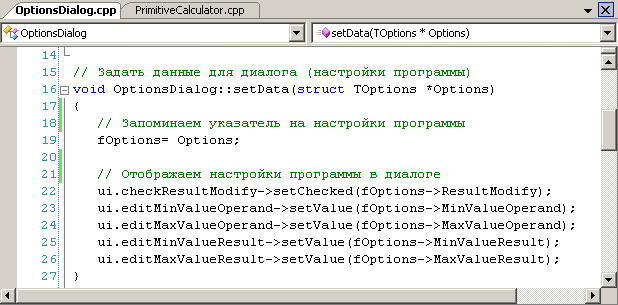 OptionsDialog.cpp PrimitiveCalculator.cpp
OptionsDialog setData(TOptions * Options)
14
15 // Задать данные для диалога (настройки программы)
16 void OptionsDialog::setData(struct TOptions *Options)
17 {
18 // Запоминаем указатель на настройки программы
19 fOptions= Options;
20
21 // Отображаем настройки программы в диалоге
22 ui.checkResultModify->setChecked(fOptions->ResultModify);
23 ui.editMinValueOperand->setValue(fOptions->MinValueOperand);
24 ui.editMaxValueOperand->setValue(fOptions->MaxValueOperand);
25 ui.editMinValueResult->setValue(fOptions->MinValueResult);
26 ui.editMaxValueResult->setValue(fOptions->MaxValueResult);
27 }